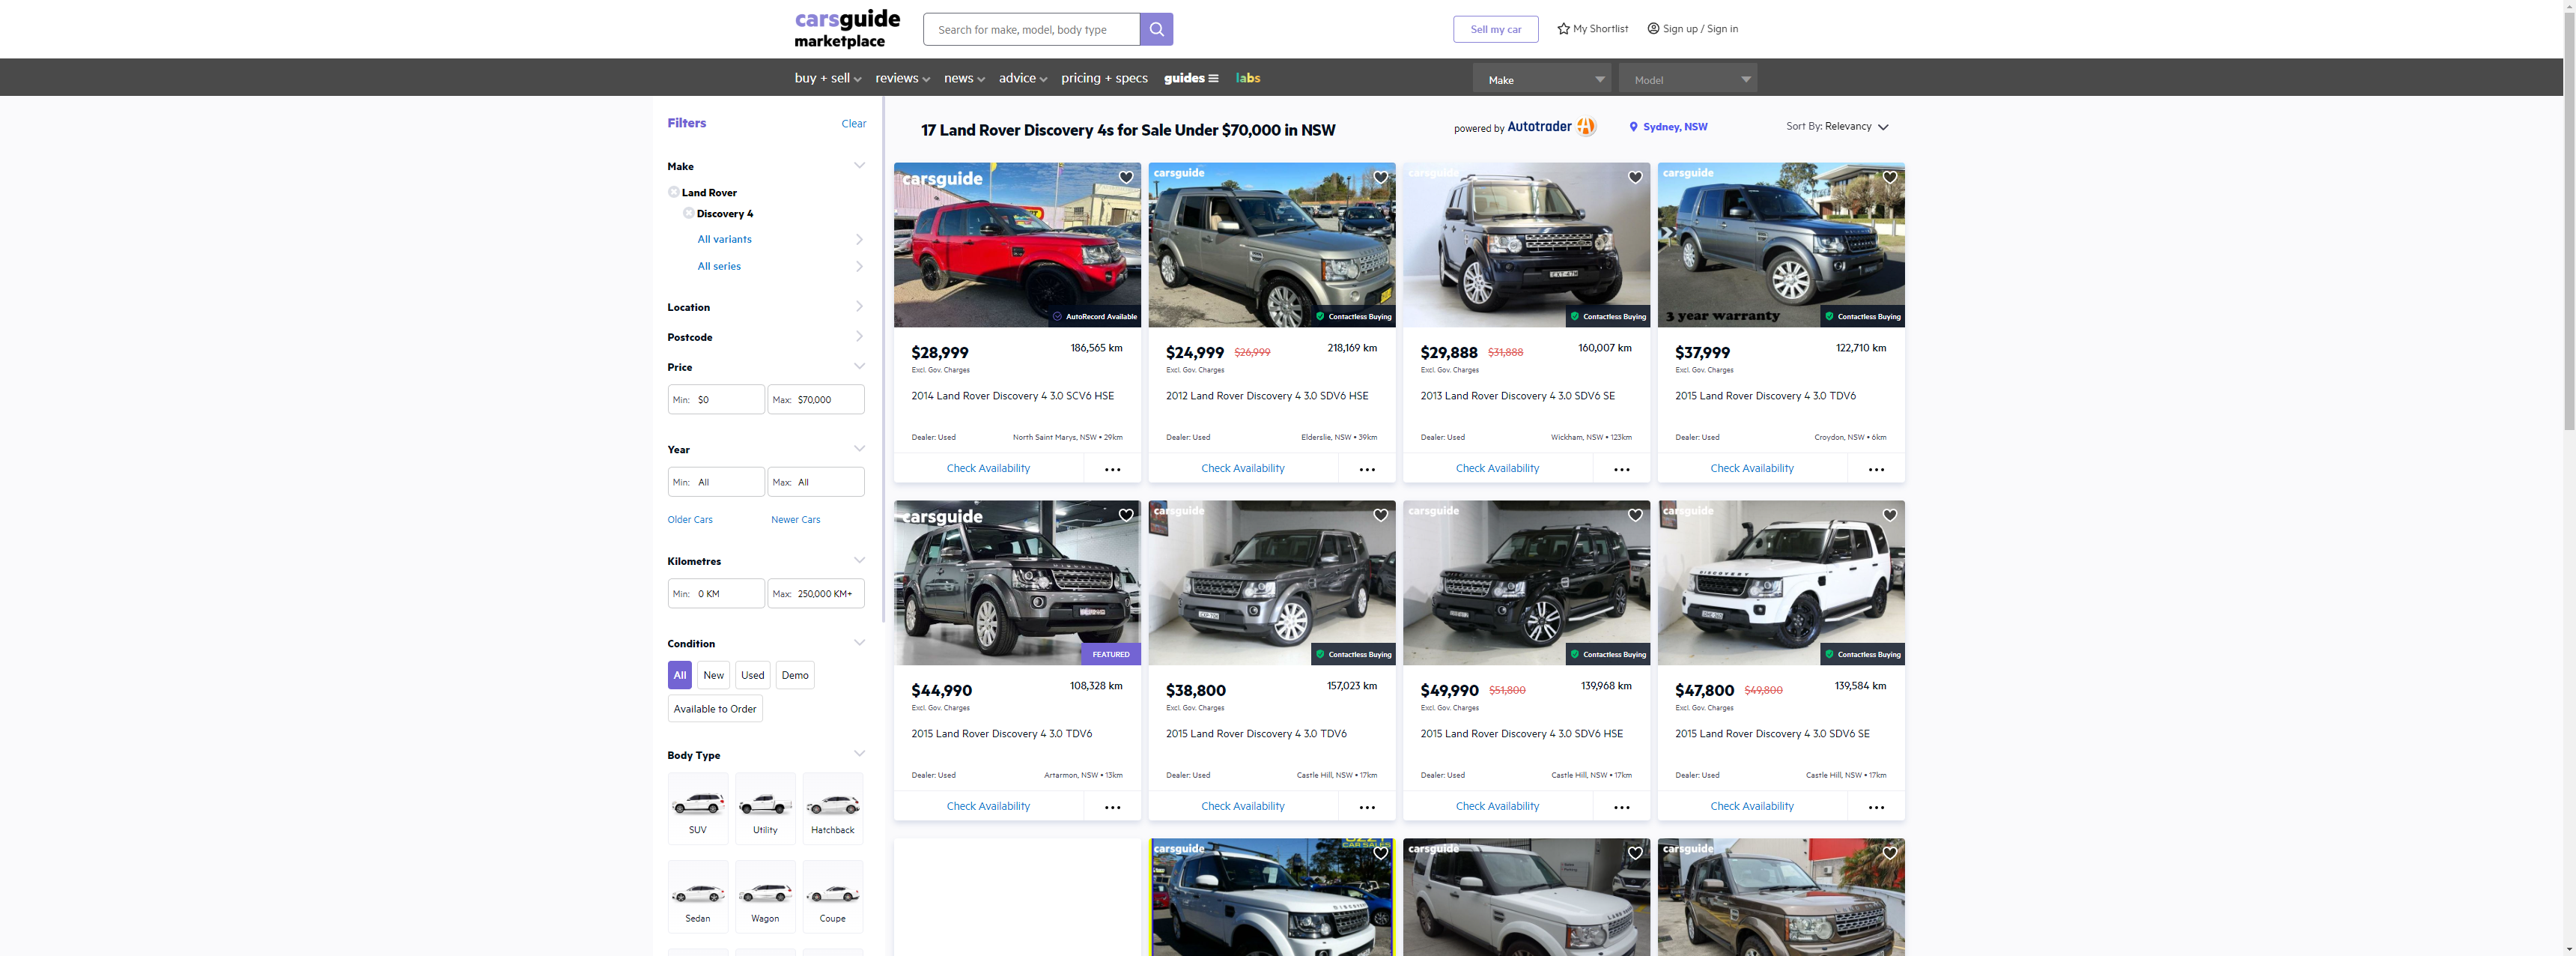 carsguide
marketplace
Search for make, model, body type
Sell my car
My Shortlist
Sign up / Sign in
buy + sell
reviews
news
advice
pricing + specs
guides
labs
Make
Model
Filters
Clear
Make
Land Rover
Discovery 4
All variants
All series
Location
Postcode
Price
Min: $0
Max: $70,000
Year
Min: All
Max: All
Older Cars
Newer Cars
Kilometres
Min: 0 KM
Max: 250,000 KM+
Condition
All
New
Used
Demo
Available to Order
Body Type
SUV
Utility
Hatchback
Sedan
Wagon
Coupe
17 Land Rover Discovery 4s for Sale Under $70,000 in NSW
powered by Autotrader
Sydney, NSW
Sort By: Relevancy
carsguide
AutoRecord Available
$28,999
186,565 km
Excl. Gov. Charges
2014 Land Rover Discovery 4 3.0 SCV6 HSE
Dealer: Used
North Saint Marys, NSW • 29km
Check Availability
carsguide
Contactless Buying
$24,999 $26,999
218,169 km
Excl. Gov. Charges
2012 Land Rover Discovery 4 3.0 SDV6 HSE
Dealer: Used
Elderslie, NSW • 39km
Check Availability
carsguide
Contactless Buying
$29,888 $31,888
160,007 km
Excl. Gov. Charges
2013 Land Rover Discovery 4 3.0 SDV6 SE
Dealer: Used
Wickham, NSW • 123km
Check Availability
carsguide
3 year warranty
Contactless Buying
$37,999
122,710 km
Excl. Gov. Charges
2015 Land Rover Discovery 4 3.0 TDV6
Dealer: Used
Croydon, NSW • 6km
Check Availability
carsguide
FEATURED
$44,990
108,328 km
Excl. Gov. Charges
2015 Land Rover Discovery 4 3.0 TDV6
Dealer: Used
Artarmon, NSW • 13km
Check Availability
carsguide
Contactless Buying
$38,800
157,023 km
Excl. Gov. Charges
2015 Land Rover Discovery 4 3.0 TDV6
Dealer: Used
Castle Hill, NSW • 17km
Check Availability
carsguide
Contactless Buying
$49,990 $51,800
139,968 km
Excl. Gov. Charges
2015 Land Rover Discovery 4 3.0 SDV6 HSE
Dealer: Used
Castle Hill, NSW • 17km
Check Availability
carsguide
DISCOVERY
Contactless Buying
$47,800 $49,800
139,584 km
Excl. Gov. Charges
2015 Land Rover Discovery 4 3.0 SDV6 SE
Dealer: Used
Castle Hill, NSW • 17km
Check Availability
carsguide
CAR SALES
carsguide
carsguide